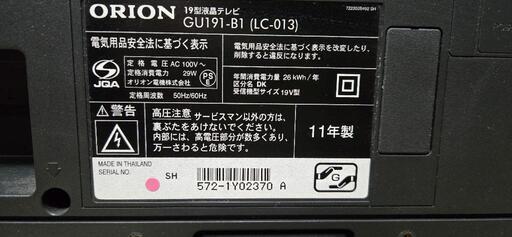 ORION
19型液晶テレビ
GU191-B1 (LC-013)
電気用品安全法に基づく表示
電気用品安全法に基づく表示を改変したり、
削除すると違反になります。
定格電圧 AC 100V～
定格消費電力 29W
オリオン電機株式会社
定格周波数 50Hz/60Hz
JQA
PS
E
年間消費電力量 26 kWh/年
区分名 DK
受信機型サイズ 19V型
警告
高圧注意 サービスマン以外の方は、
裏ぶたをあけないでください。
内部には、高電圧部分が数多くあり、
万一さわると危険です。
11年製
MADE IN THAILAND
SERIAL NO.
SH
572-1Y02370 A
G